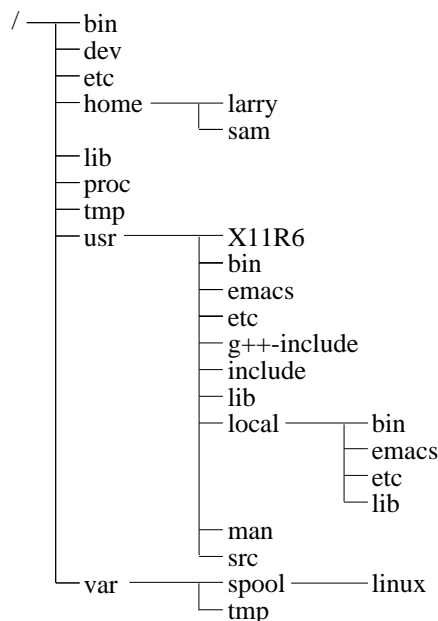 / bin
dev
etc
home larry
sam
lib
proc
tmp
usr X11R6
bin
emacs
etc
g++-include
include
lib
local bin
emacs
etc
lib
man
src
var spool linux
tmp